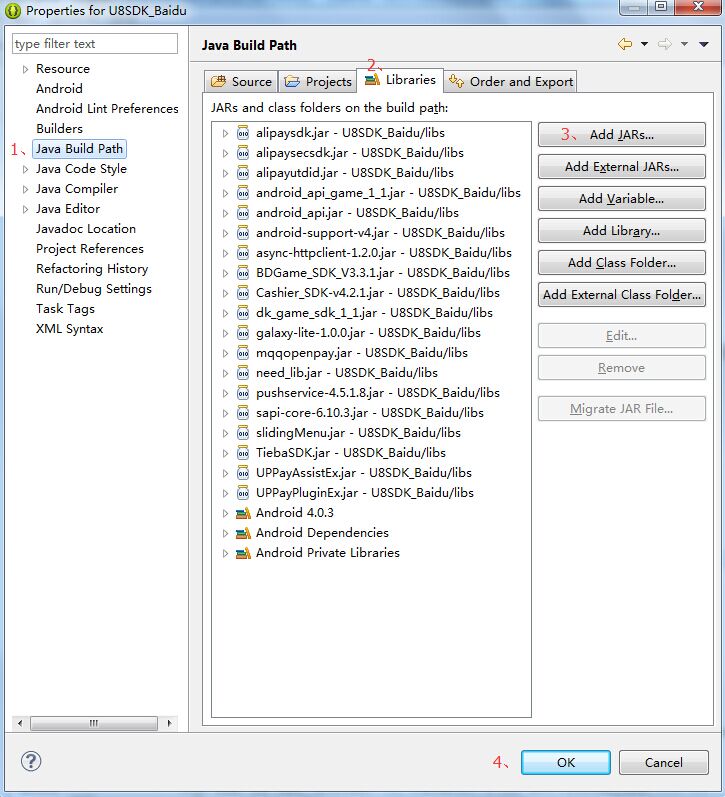 Properties for U8SDK_Baidu
type filter text
Resource
Android
Android Lint Preferences
Builders
1、 Java Build Path
Java Code Style
Java Compiler
Java Editor
Javadoc Location
Project References
Refactoring History
Run/Debug Settings
Task Tags
XML Syntax
Java Build Path
2、
Source Projects Libraries Order and Export
JARs and class folders on the build path:
alipaysdk.jar - U8SDK_Baidu/libs
alipaysecsdk.jar - U8SDK_Baidu/libs
alipayutdid.jar - U8SDK_Baidu/libs
android_api_game_1_1.jar - U8SDK_Baidu/libs
android_api.jar - U8SDK_Baidu/libs
android-support-v4.jar - U8SDK_Baidu/libs
async-httpclient-1.2.0.jar - U8SDK_Baidu/libs
BDGame_SDK_V3.3.1.jar - U8SDK_Baidu/libs
Cashier_SDK-v4.2.1.jar - U8SDK_Baidu/libs
dk_game_sdk_1_1.jar - U8SDK_Baidu/libs
galaxy-lite-1.0.0.jar - U8SDK_Baidu/libs
mqqopenpay.jar - U8SDK_Baidu/libs
need_lib.jar - U8SDK_Baidu/libs
pushservice-4.5.1.8.jar - U8SDK_Baidu/libs
sapi-core-6.10.3.jar - U8SDK_Baidu/libs
slidingMenu.jar - U8SDK_Baidu/libs
TiebaSDK.jar - U8SDK_Baidu/libs
UPPayAssistEx.jar - U8SDK_Baidu/libs
UPPayPluginEx.jar - U8SDK_Baidu/libs
Android 4.0.3
Android Dependencies
Android Private Libraries
3、 Add JARs...
Add External JARs...
Add Variable...
Add Library...
Add Class Folder...
Add External Class Folder...
Edit...
Remove
Migrate JAR File...
4、 OK Cancel